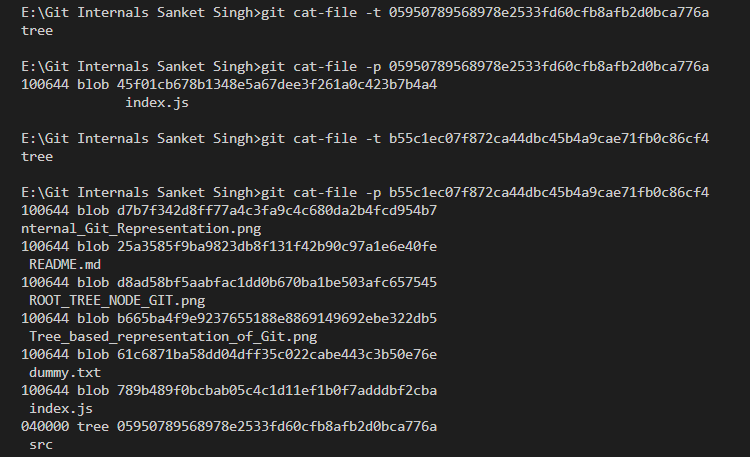 E:\Git Internals Sanket Singh>git cat-file -t 05950789568978e2533fd60cfb8afb2d0bca776a
tree
E:\Git Internals Sanket Singh>git cat-file -p 05950789568978e2533fd60cfb8afb2d0bca776a
100644 blob 45f01cb678b1348e5a67dee3f261a0c423b7b4a4
index.js
E:\Git Internals Sanket Singh>git cat-file -t b55c1ec07f872ca44dbc45b4a9cae71fb0c86cf4
tree
E:\Git Internals Sanket Singh>git cat-file -p b55c1ec07f872ca44dbc45b4a9cae71fb0c86cf4
100644 blob d7b7f342d8ff77a4c3fa9c4c680da2b4fcd954b7
nternal_Git_Representation.png
100644 blob 25a3585f9ba9823db8f131f42b90c97a1e6e40fe
README.md
100644 blob d8ad58bf5aabfac1dd0b670ba1be503afc657545
ROOT_TREE_NODE_GIT.png
100644 blob b665ba4f9e9237655188e8869149692ebe322db5
Tree_based_representation_of_Git.png
100644 blob 61c6871ba58dd04dff35c022cabe443c3b50e76e
dummy.txt
100644 blob 789b489f0bcbab05c4c1d11ef1b0f7adddbf2cba
index.js
040000 tree 05950789568978e2533fd60cfb8afb2d0bca776a
src